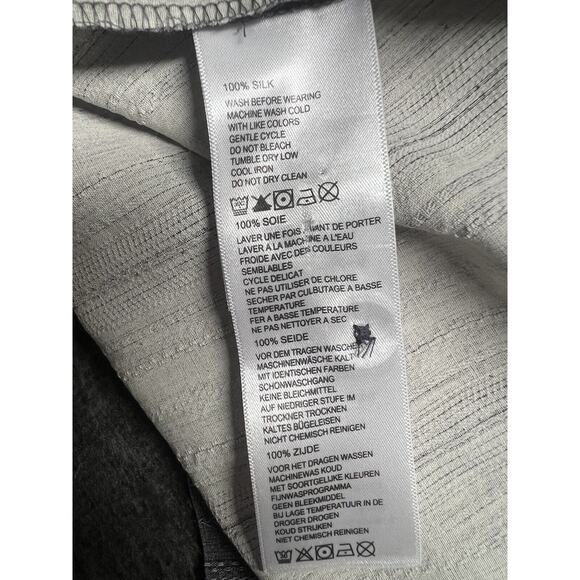 100% SILK
WASH BEFORE WEARING
MACHINE WASH COLD
WITH LIKE COLORS
GENTLE CYCLE
DO NOT BLEACH
TUMBLE DRY LOW
COOL IRON
DO NOT DRY CLEAN
100% SOIE
LAVER UNE FOIS AVANT DE PORTER
LAVER À LA MACHINE A L'EAU
FROIDE AVEC DES COULEURS
SEMBLABLES
CYCLE DELICAT
NE PAS UTILISER DE CHLORE
SECHER PAR CULBUTAGE A BASSE
TEMPERATURE
FER A BASSE TEMPERATURE
NE PAS NETTOYER A SEC
100% SEIDE
VOR DEM TRAGEN WASCHEN
MASCHINENWÄSCHE KALT
MIT IDENTISCHEN FARBEN
SCHONWASCHGANG
KEINE BLEICHMITTEL
AUF NIEDRIGER STUFE IM
TROCKNER TROCKNEN
KALTES BÜGELEISEN
NICHT CHEMISCH REINIGEN
100% ZIJDE
VOOR HET DRAGEN WASSEN
MACHINEWAS KOUD
MET SOORTGELIJKE KLEUREN
FIJNWASPROGRAMMA
GEEN BLEEKMIDDEL
BIJ LAGE TEMPERATUUR IN DE
DROGER DROGEN
KOUD STRIJKEN
NIET CHEMISCH REINIGEN